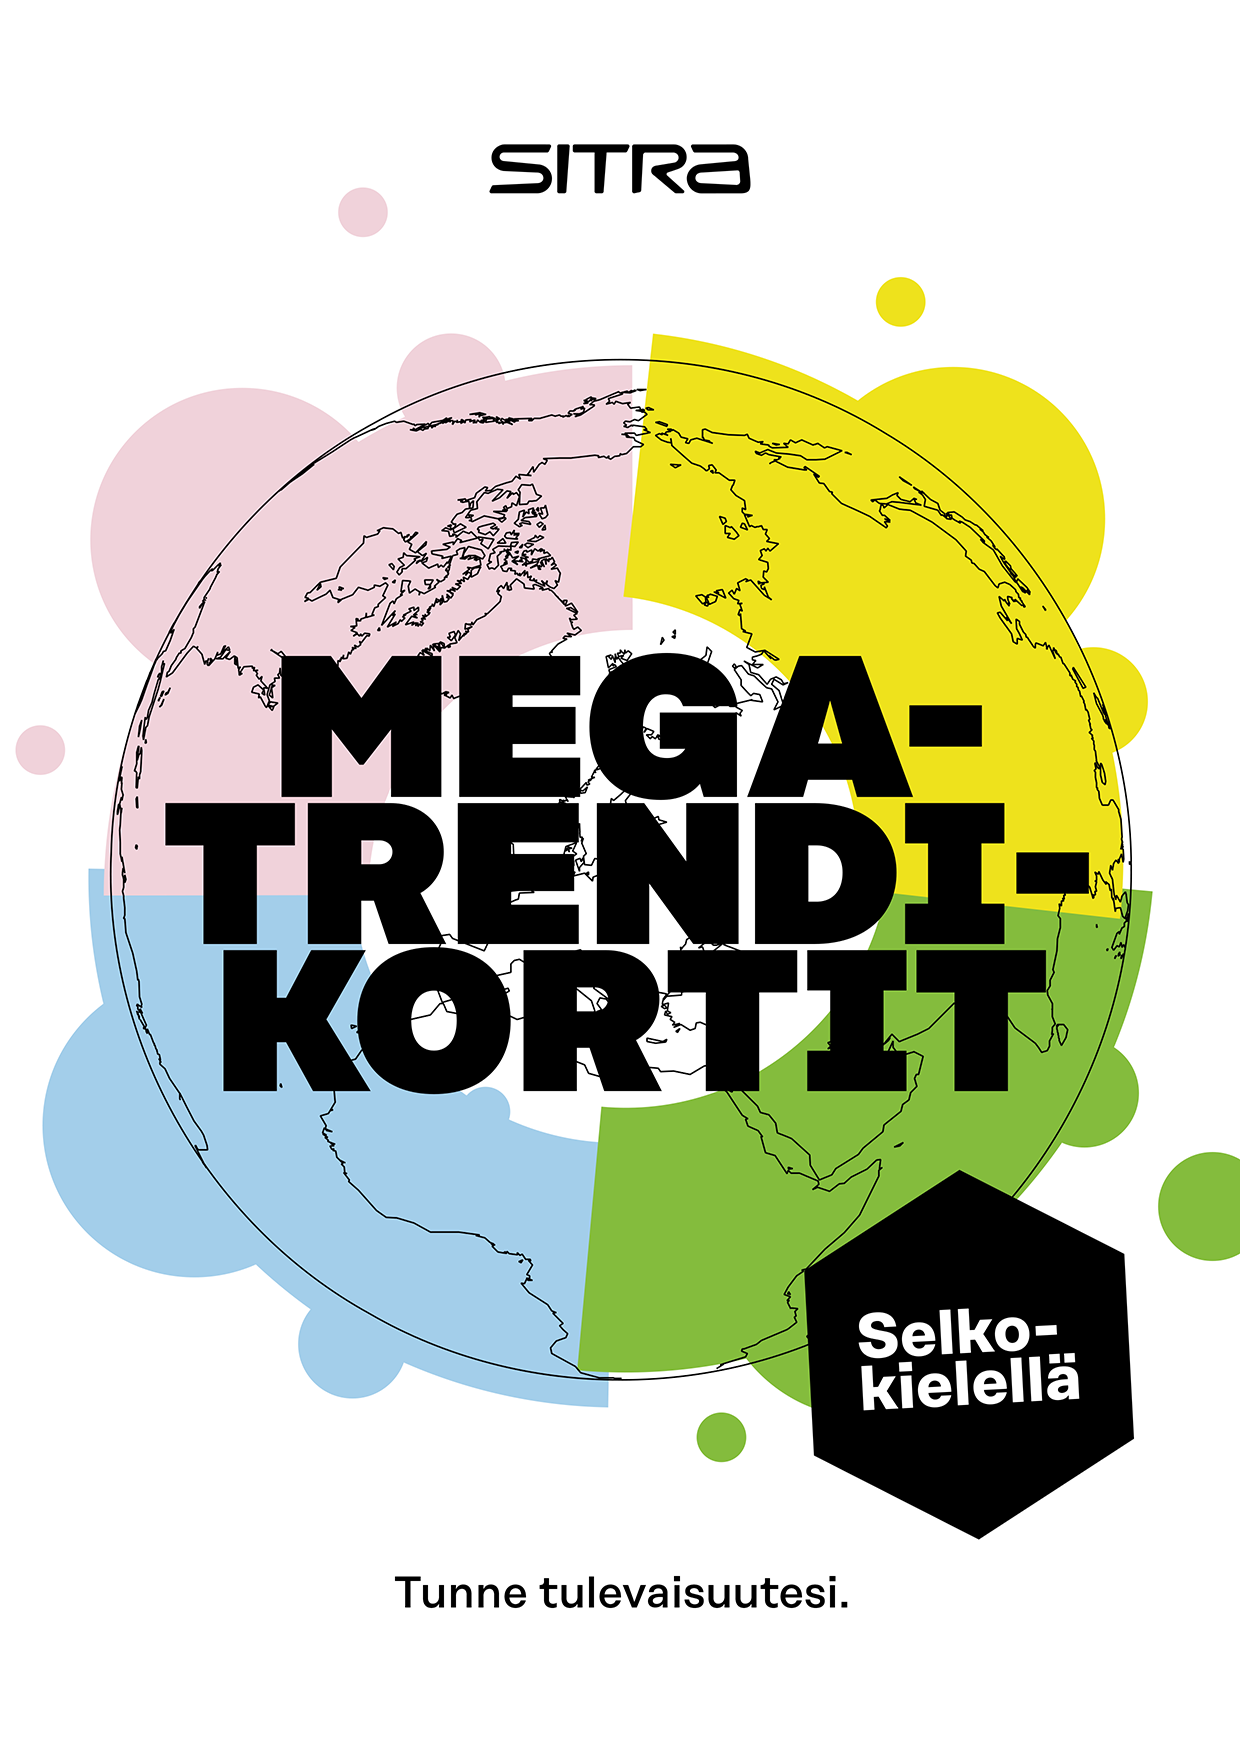 SITRA
MEGA-
TRENDI-
KORTIT
Selko-
kielellä
Tunne tulevaisuutesi.